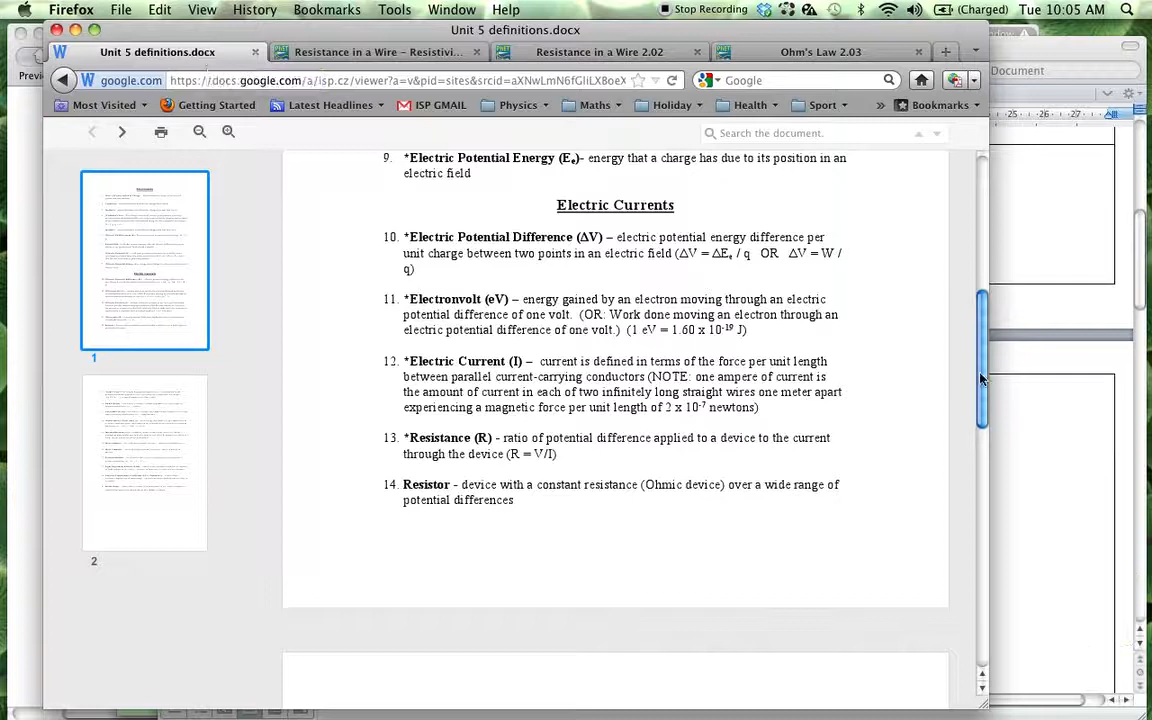 Firefox File Edit View History Bookmarks Tools Window Help Stop Recording (Charged) Tue 10:05 AM
Unit 5 definitions.docx
Unit 5 definitions.docx Resistance in a Wire – Resistivi... Resistance in a Wire 2.02 Ohm's Law 2.03
Previ
Document
google.com https://docs.google.com/a/isp.cz/viewer?a=v&pid=sites&srcid=aXNwLmN6fGliLXBoeX Google
Most Visited Getting Started Latest Headlines ISP GMAIL Physics Maths Holiday Health Sport » Bookmarks
25 26 27
Search the document.
9. *Electric Potential Energy (Ee)- energy that a charge has due to its position in an
electric field
Electric Currents
10. *Electric Potential Difference (ΔV) – electric potential energy difference per
unit charge between two points in an electric field (ΔV = ΔEe / q OR ΔV = W /
q)
11. *Electronvolt (eV) – energy gained by an electron moving through an electric
potential difference of one volt. (OR: Work done moving an electron through an
electric potential difference of one volt.) (1 eV = 1.60 x 10-19 J)
12. *Electric Current (I) – current is defined in terms of the force per unit length
between parallel current-carrying conductors (NOTE: one ampere of current is
the amount of current in each of two infinitely long straight wires one meter apart
experiencing a magnetic force per unit length of 2 x 10-7 newtons)
13. *Resistance (R) - ratio of potential difference applied to a device to the current
through the device (R = V/I)
14. Resistor - device with a constant resistance (Ohmic device) over a wide range of
potential differences
1
2